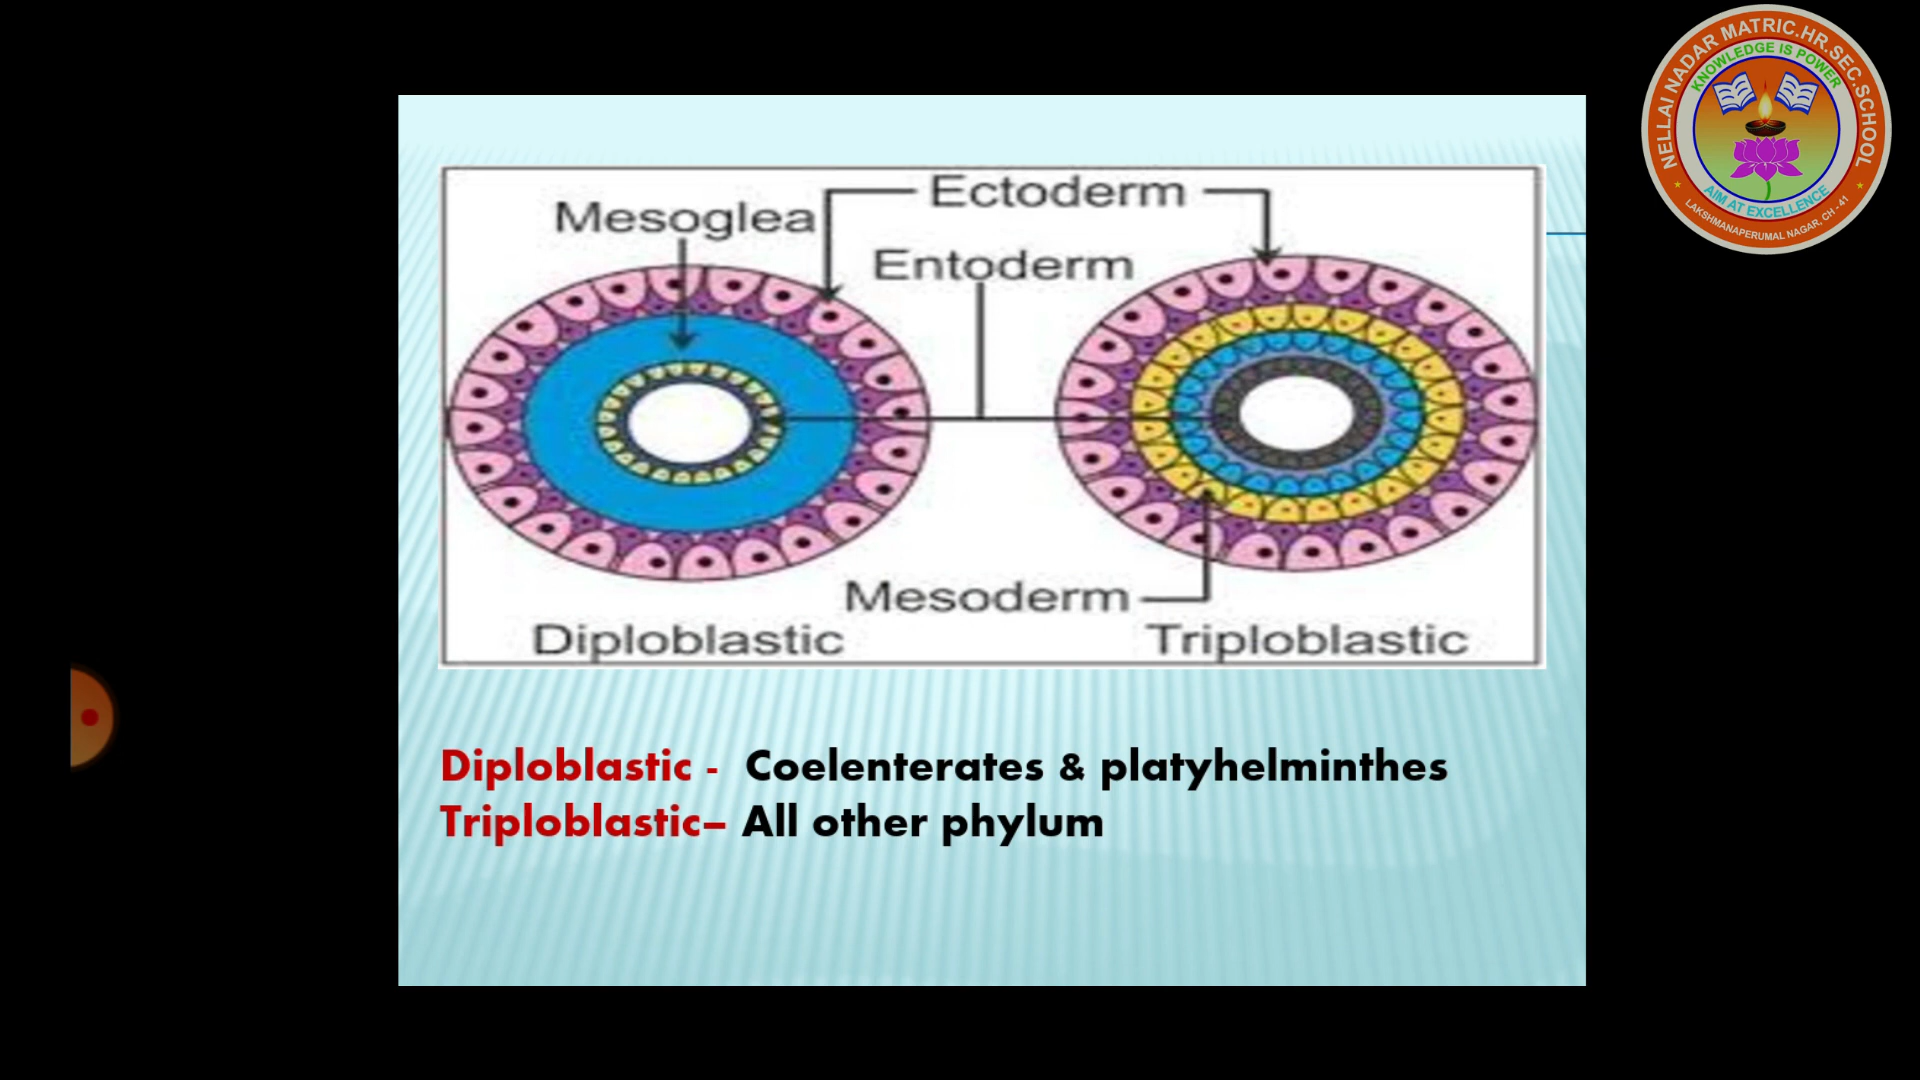 Mesoglea
Ectoderm
Entoderm
Mesoderm
Diploblastic
Triploblastic
Diploblastic - Coelenterates & platyhelminthes
Triploblastic– All other phylum
NELLAI NADAR MATRIC.HR.SEC.SCHOOL
KNOWLEDGE IS POWER
AIM AT EXCELLENCE
LAKSHMANAPERUMAL NAGAR, CH - 41